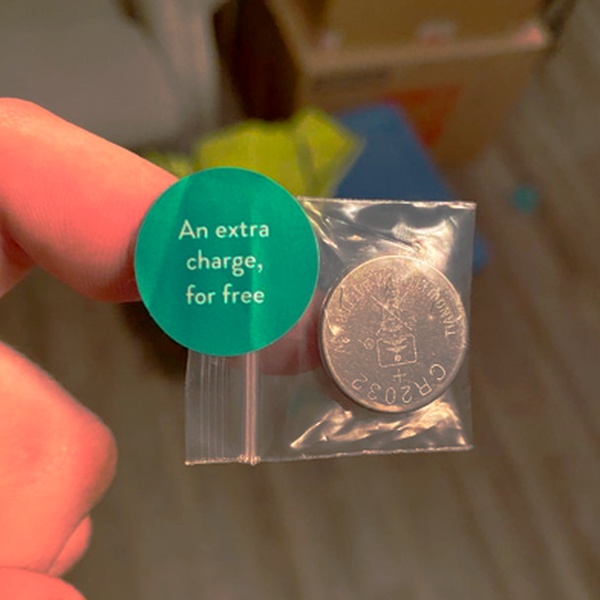 An extra
charge,
for free
CR2032
+